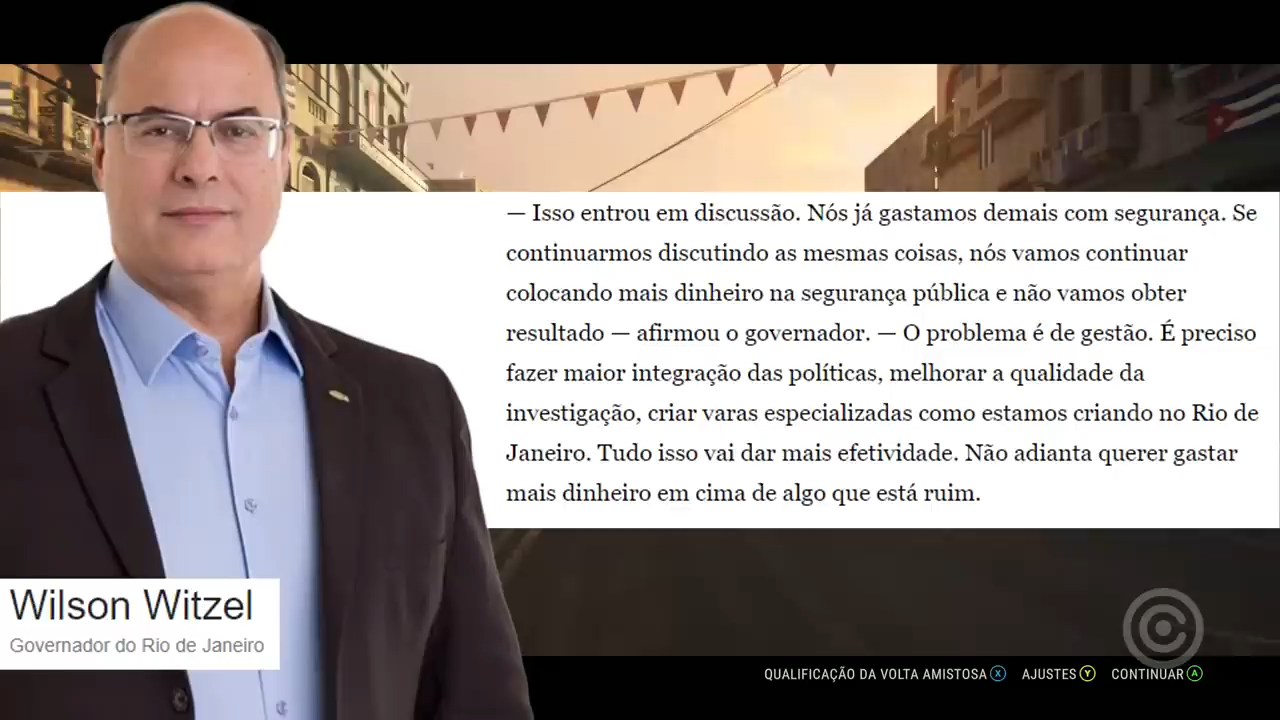 — Isso entrou em discussão. Nós já gastamos demais com segurança. Se
continuarmos discutindo as mesmas coisas, nós vamos continuar
colocando mais dinheiro na segurança pública e não vamos obter
resultado — afirmou o governador. — O problema é de gestão. É preciso
fazer maior integração das políticas, melhorar a qualidade da
investigação, criar varas especializadas como estamos criando no Rio de
Janeiro. Tudo isso vai dar mais efetividade. Não adianta querer gastar
mais dinheiro em cima de algo que está ruim.
Wilson Witzel
Governador do Rio de Janeiro
QUALIFICAÇÃO DA VOLTA AMISTOSA X AJUSTES Y CONTINUAR A